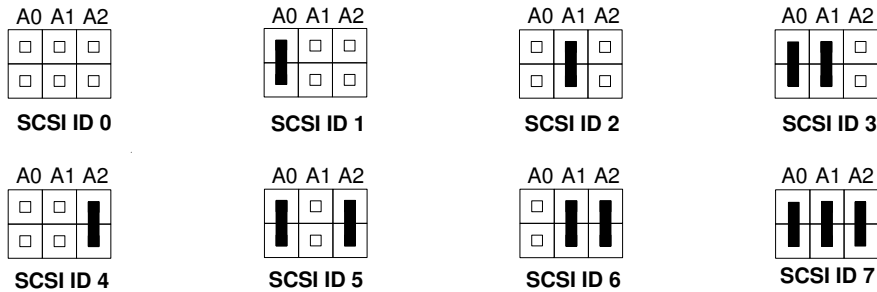 A0 A1 A2 A0 A1 A2 A0 A1 A2 A0 A1 A2
SCSI ID 0 SCSI ID 1 SCSI ID 2 SCSI ID 3
A0 A1 A2 A0 A1 A2 A0 A1 A2 A0 A1 A2
SCSI ID 4 SCSI ID 5 SCSI ID 6 SCSI ID 7